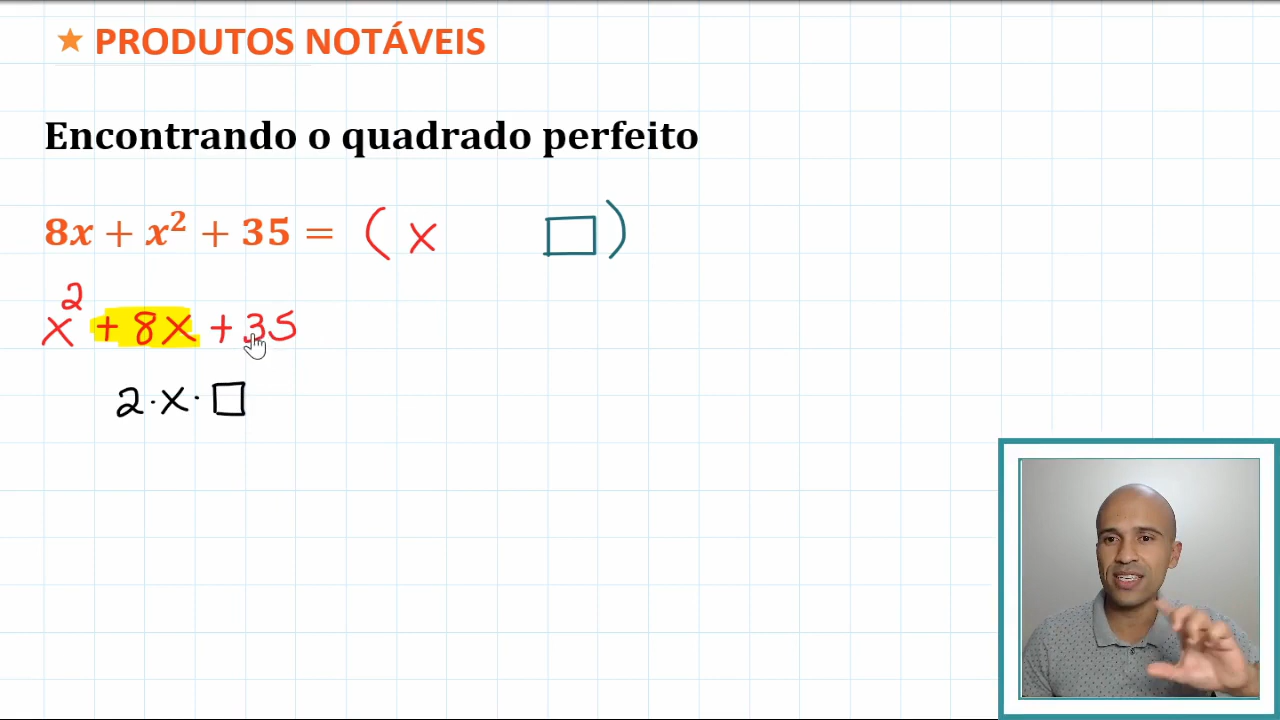 PRODUTOS NOTÁVEIS
Encontrando o quadrado perfeito
8x + x² + 35 = ( x □ )
x² + 8x + 35
2·x·□